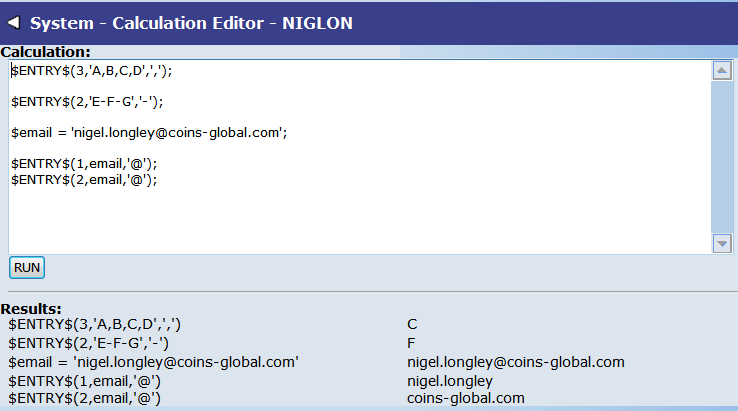 System - Calculation Editor - NIGLON
Calculation:
$ENTRY$(3,'A,B,C,D',',');
$ENTRY$(2,'E-F-G','-');
$email = 'nigel.longley@coins-global.com';
$ENTRY$(1,email,'@');
$ENTRY$(2,email,'@');
RUN
Results:
$ENTRY$(3,'A,B,C,D',',') C
$ENTRY$(2,'E-F-G','-') F
$email = 'nigel.longley@coins-global.com' nigel.longley@coins-global.com
$ENTRY$(1,email,'@') nigel.longley
$ENTRY$(2,email,'@') coins-global.com